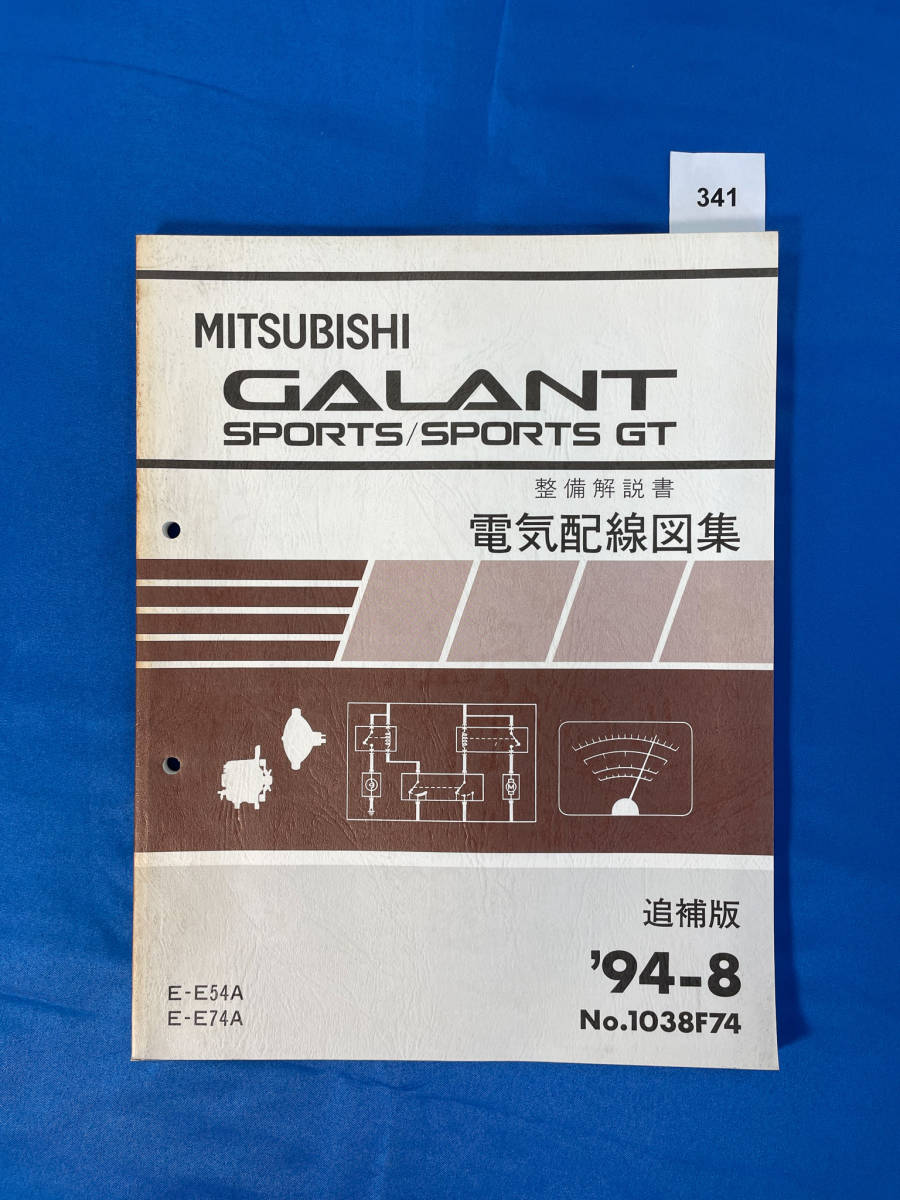 341
MITSUBISHI
GALANT
SPORTS/SPORTS GT
整備解説書
電気配線図集
M
追補版
'94-8
No.1038F74
E-E54A
E-E74A